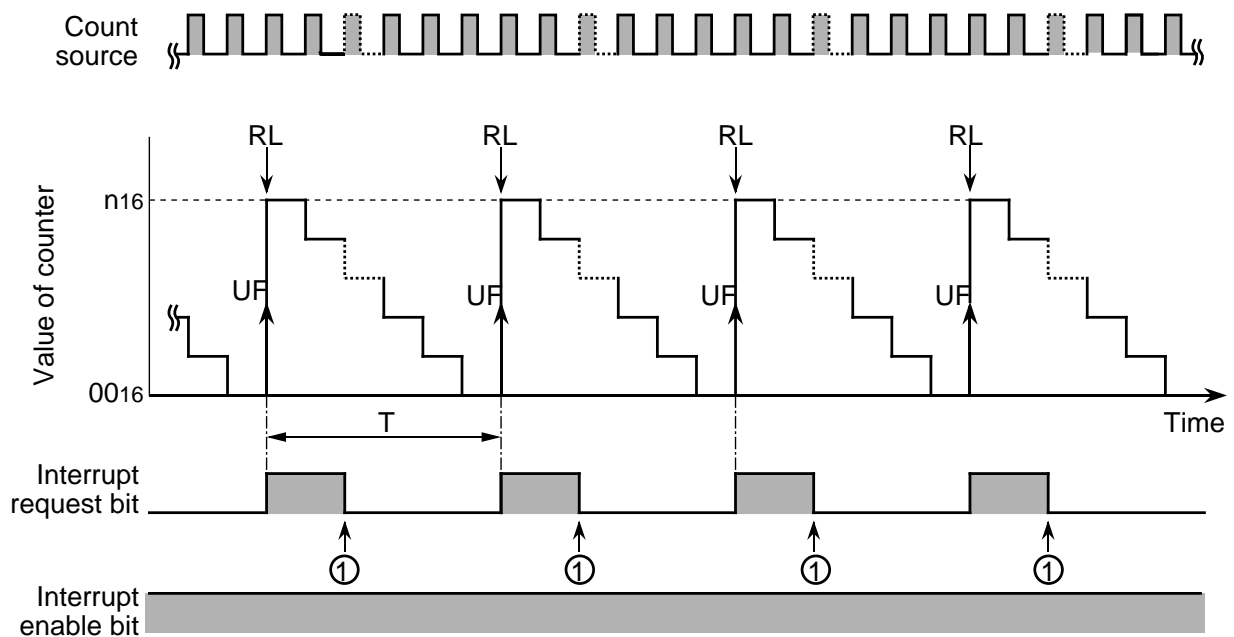 Count
source
RL RL RL RL
n16
UF UF UF UF
Value of counter
0016
T
Time
Interrupt
request bit
① ① ① ①
Interrupt
enable bit